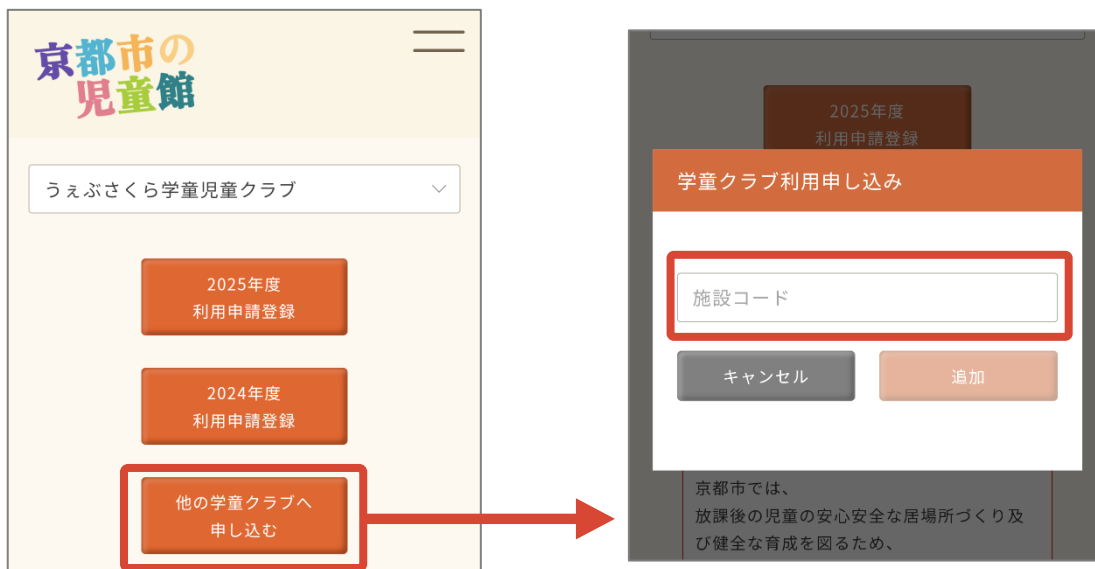 京都市の
児童館
うぇぶさくら学童児童クラブ
2025年度
利用申請登録
2024年度
利用申請登録
他の学童クラブへ
申し込む
2025年度
利用申請登録
学童クラブ利用申し込み
施設コード
キャンセル
追加
京都市では、
放課後の児童の安心安全な居場所づくり及
び健全な育成を図るため、